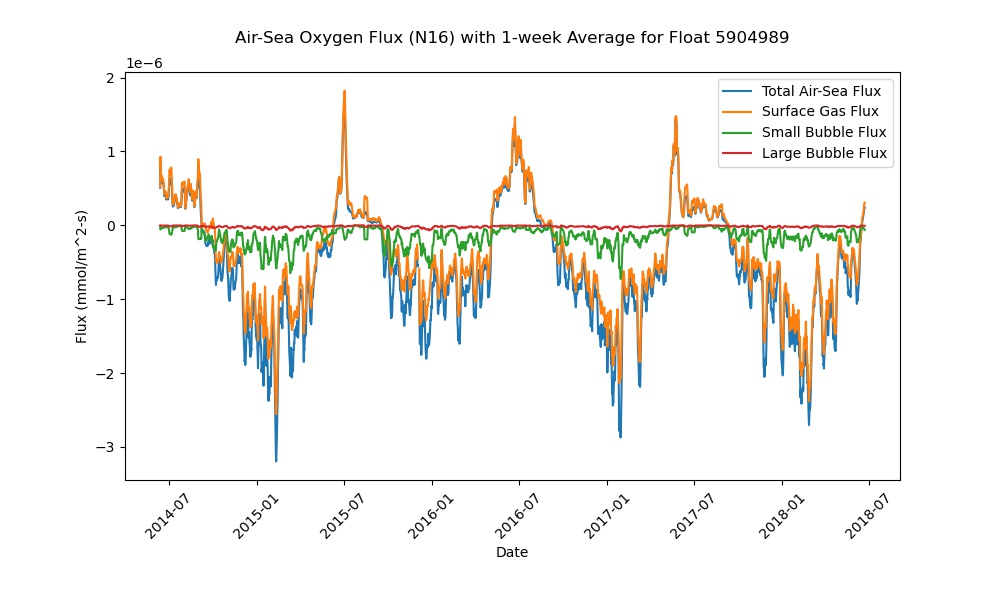 Air-Sea Oxygen Flux (N16) with 1-week Average for Float 5904989
1e−6
2
1
0
−1
−2
−3
Flux (mmol/m^2-s)
Total Air-Sea Flux
Surface Gas Flux
Small Bubble Flux
Large Bubble Flux
2014-07
2015-01
2015-07
2016-01
2016-07
2017-01
2017-07
2018-01
2018-07
Date